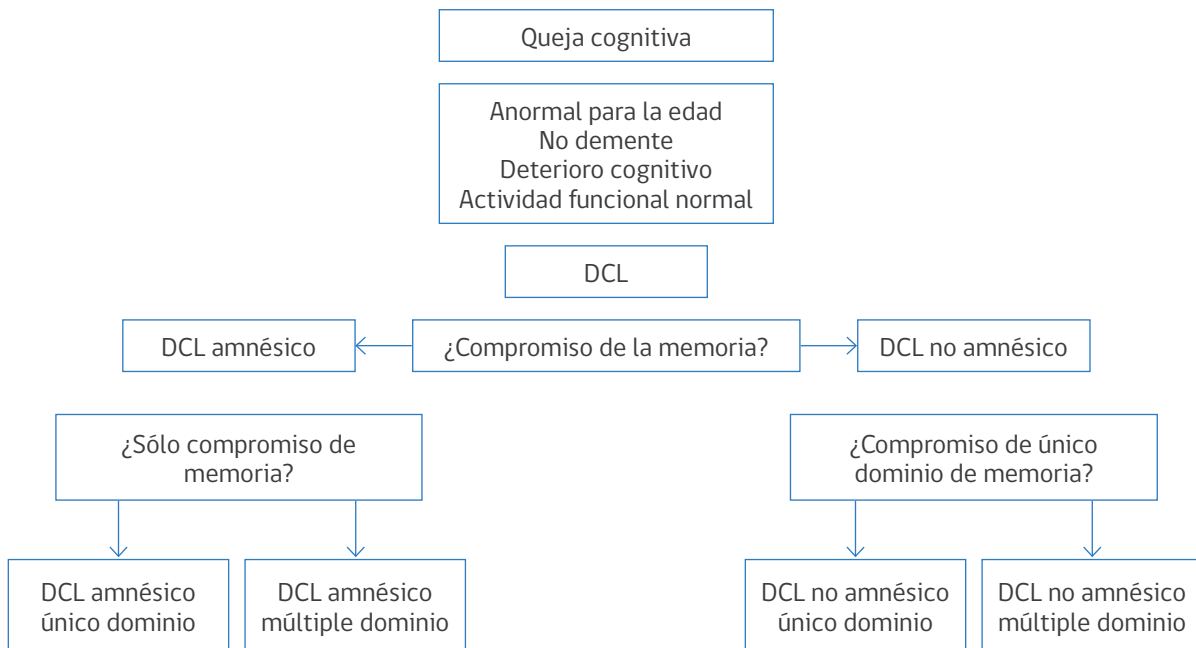 Queja cognitiva
Anormal para la edad
No demente
Deterioro cognitivo
Actividad funcional normal
DCL
DCL amnésico
¿Compromiso de la memoria?
DCL no amnésico
¿Sólo compromiso de
memoria?
¿Compromiso de único
dominio de memoria?
DCL amnésico
único dominio
DCL amnésico
múltiple dominio
DCL no amnésico
único dominio
DCL no amnésico
múltiple dominio